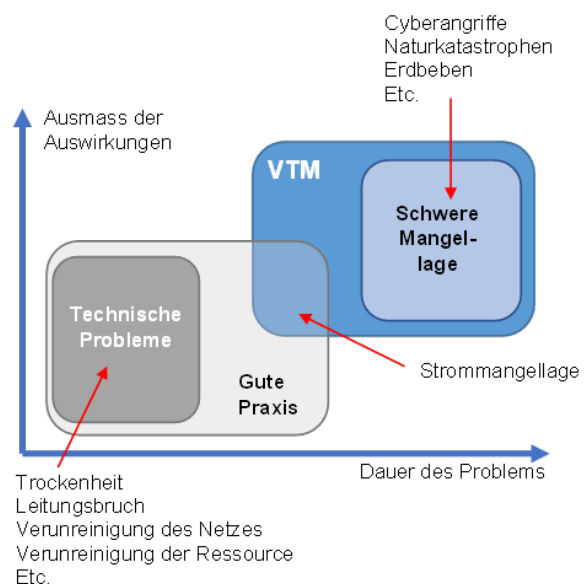 Cyberangriffe
Naturkatastrophen
Erdbeben
Etc.
Ausmass der
Auswirkungen
VTM
Schwere
Mangel-
lage
Technische
Probleme
Gute
Praxis
Strommangellage
Dauer des Problems
Trockenheit
Leitungsbruch
Verunreinigung des Netzes
Verunreinigung der Ressource
Etc.